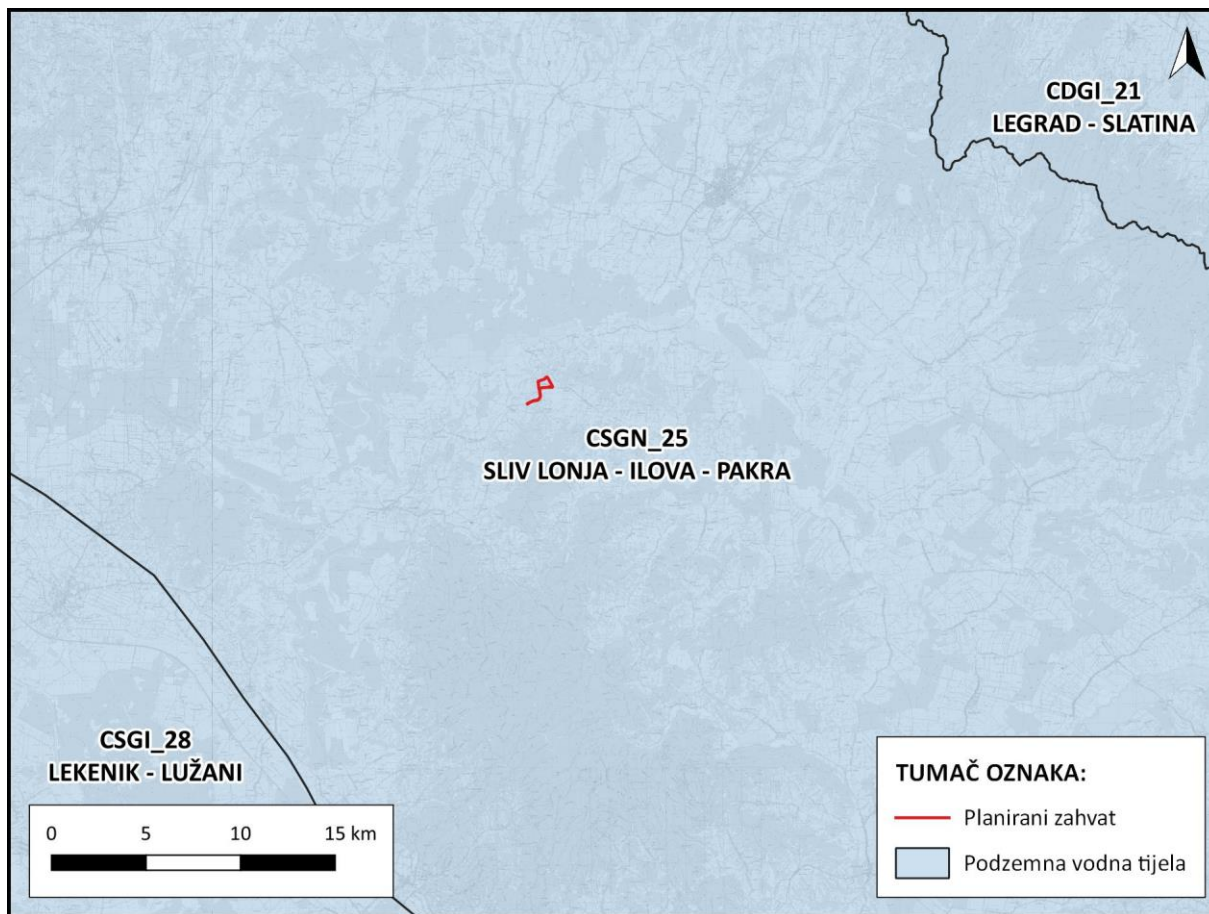 CDGI_21
LEGRAD - SLATINA
CSGN_25
SLIV LONJA - ILOVA - PAKRA
CSGI_28
LEKENIK - LUŽANI
0 5 10 15 km
TUMAČ OZNAKA:
Planirani zahvat
Podzemna vodna tijela